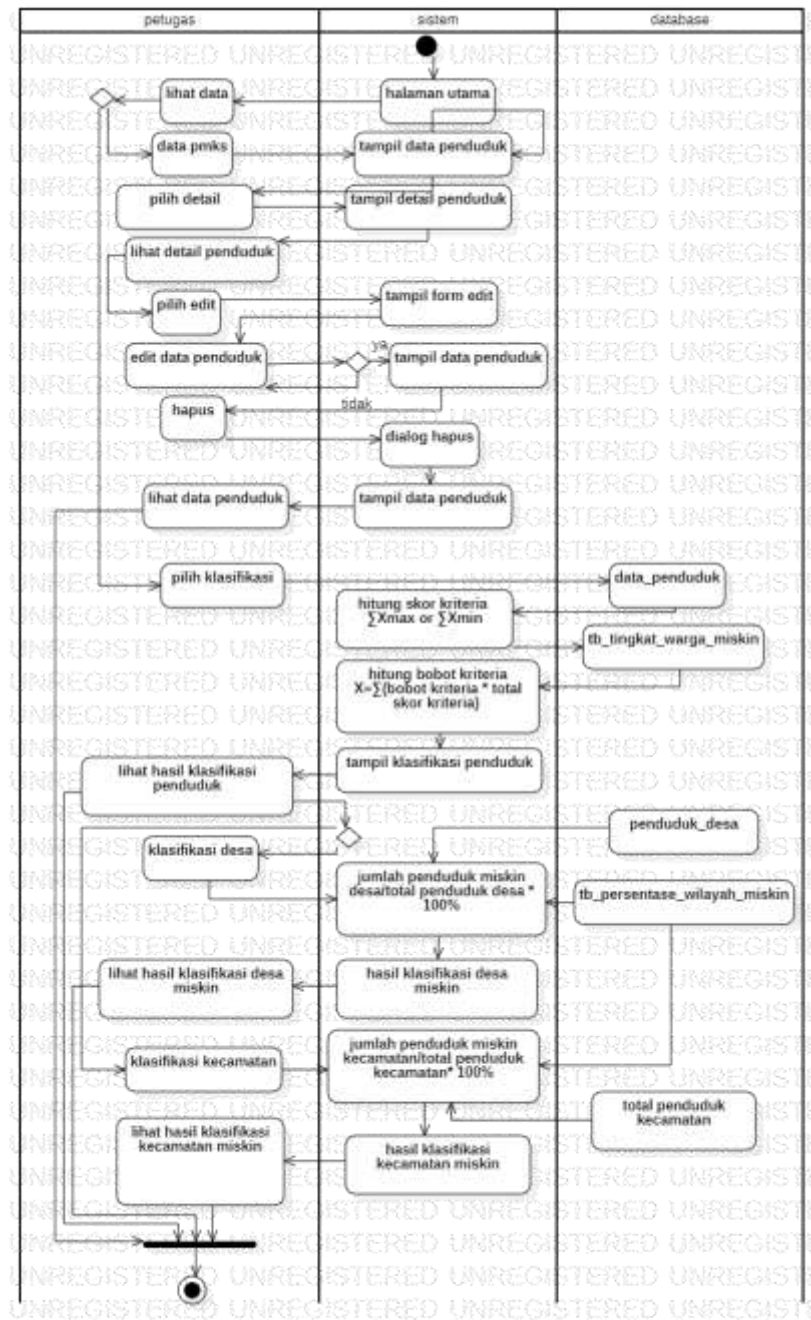 petugas
sistem
database
lihat data
halaman utama
data pmks
tampil data penduduk
pilih detail
tampil detail penduduk
lihat detail penduduk
pilih edit
tampil form edit
edit data penduduk
ya
tampil data penduduk
tidak
hapus
dialog hapus
lihat data penduduk
tampil data penduduk
pilih klasifikasi
data_penduduk
hitung skor kriteria
∑Xmax or ∑Xmin
tb_tingkat_warga_miskin
hitung bobot kriteria
X=∑(bobot kriteria * total
skor kriteria)
lihat hasil klasifikasi
penduduk
tampil klasifikasi penduduk
penduduk_desa
klasifikasi desa
jumlah penduduk miskin
desa/total penduduk desa *
100%
tb_persentase_wilayah_miskin
lihat hasil klasifikasi desa
miskin
hasil klasifikasi desa
miskin
klasifikasi kecamatan
jumlah penduduk miskin
kecamatan/total penduduk
kecamatan* 100%
total penduduk
kecamatan
lihat hasil klasifikasi
kecamatan miskin
hasil klasifikasi
kecamatan miskin
UNREGISTERED UNREGISTERED UNREGISTERED UNREGIST